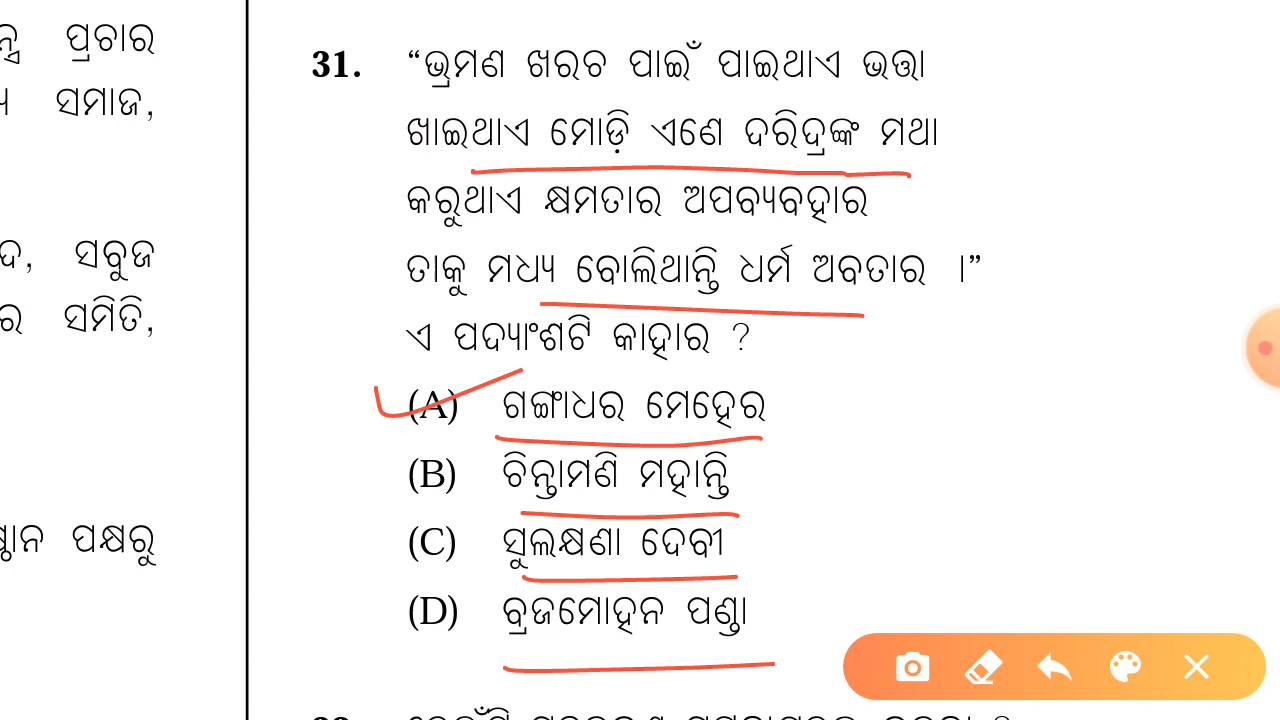 ପ୍ରଚାର
ସମାଜ,
ସବୁଜ
ସମିତି,
ପକ୍ଷରୁ
31. “ଭ୍ରମଣ ଖରଚ ପାଇଁ ପାଇଥାଏ ଭତ୍ତା
ଖାଇଥାଏ ମୋଡ଼ି ଏଣେ ଦରିଦ୍ରଙ୍କ ମଥା
କରୁଥାଏ କ୍ଷମତାର ଅପବ୍ୟବହାର
ତାକୁ ମଧ୍ୟ ବୋଲିଥାନ୍ତି ଧର୍ମ ଅବତାର ।”
ଏ ପଦ୍ୟାଂଶଟି କାହାର ?
(A) ଗଙ୍ଗାଧର ମେହେର
(B) ଚିନ୍ତାମଣି ମହାନ୍ତି
(C) ସୁଲକ୍ଷଣା ଦେବୀ
(D) ବ୍ରଜମୋହନ ପଣ୍ଡା